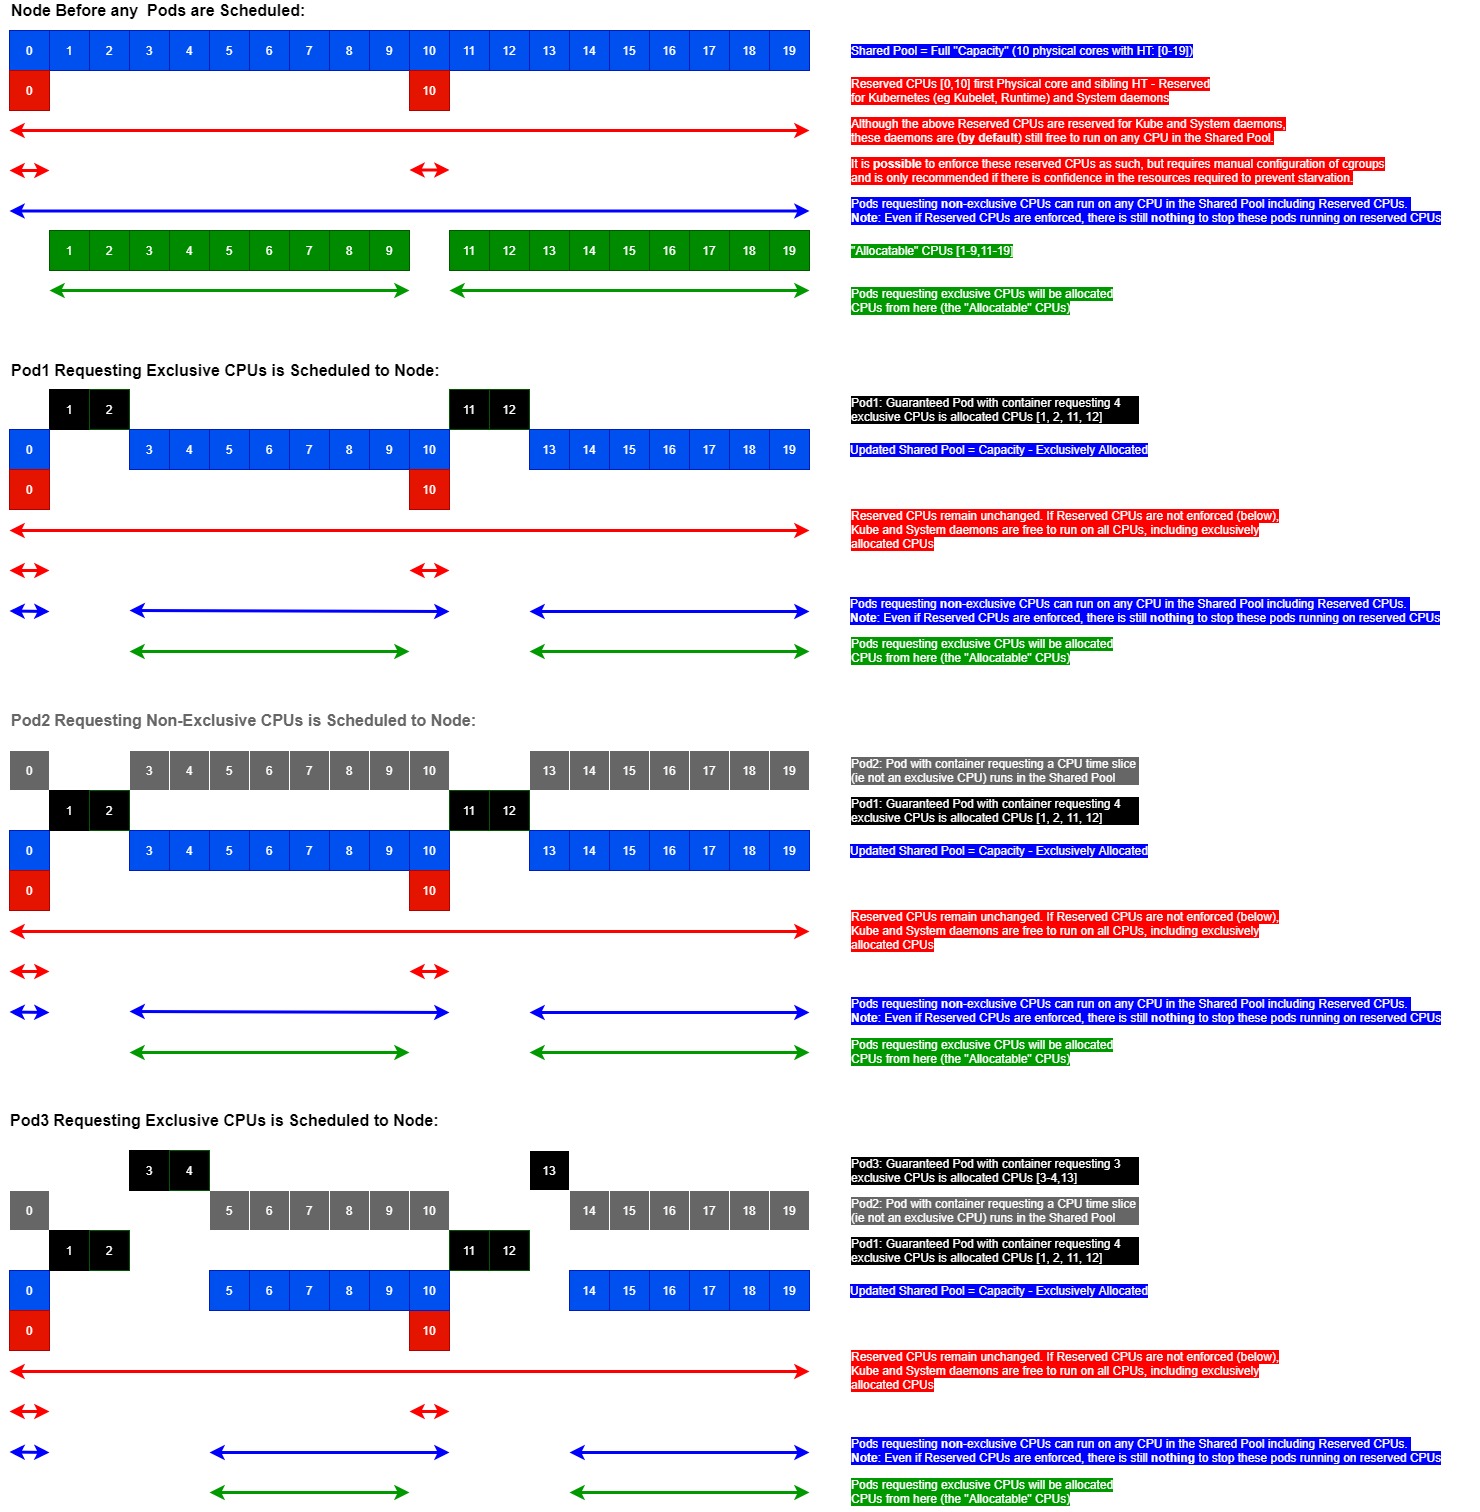 Node Before any  Pods are Scheduled:
0 1 2 3 4 5 6 7 8 9 10 11 12 13 14 15 16 17 18 19
Shared Pool = Full "Capacity" (10 physical cores with HT: [0-19])
0 10
Reserved CPUs [0,10] first Physical core and sibling HT - Reserved
for Kubernetes (eg Kubelet, Runtime) and System daemons
Although the above Reserved CPUs are reserved for Kube and System daemons,
these daemons are (by default) still free to run on any CPU in the Shared Pool.
It is possible to enforce these reserved CPUs as such, but requires manual configuration of cgroups
and is only recommended if there is confidence in the resources required to prevent starvation.
Pods requesting non-exclusive CPUs can run on any CPU in the Shared Pool including Reserved CPUs.
Note: Even if Reserved CPUs are enforced, there is still nothing to stop these pods running on reserved CPUs
1 2 3 4 5 6 7 8 9 11 12 13 14 15 16 17 18 19
"Allocatable" CPUs [1-9,11-19]
Pods requesting exclusive CPUs will be allocated
CPUs from here (the "Allocatable" CPUs)
Pod1 Requesting Exclusive CPUs is Scheduled to Node:
1 2 11 12
Pod1: Guaranteed Pod with container requesting 4
exclusive CPUs is allocated CPUs [1, 2, 11, 12]
0 3 4 5 6 7 8 9 10 13 14 15 16 17 18 19
Updated Shared Pool = Capacity - Exclusively Allocated
0 10
Reserved CPUs remain unchanged. If Reserved CPUs are not enforced (below),
Kube and System daemons are free to run on all CPUs, including exclusively
allocated CPUs
Pods requesting non-exclusive CPUs can run on any CPU in the Shared Pool including Reserved CPUs.
Note: Even if Reserved CPUs are enforced, there is still nothing to stop these pods running on reserved CPUs
Pods requesting exclusive CPUs will be allocated
CPUs from here (the "Allocatable" CPUs)
Pod2 Requesting Non-Exclusive CPUs is Scheduled to Node:
0 3 4 5 6 7 8 9 10 13 14 15 16 17 18 19
Pod2: Pod with container requesting a CPU time slice
(ie not an exclusive CPU) runs in the Shared Pool
1 2 11 12
Pod1: Guaranteed Pod with container requesting 4
exclusive CPUs is allocated CPUs [1, 2, 11, 12]
0 3 4 5 6 7 8 9 10 13 14 15 16 17 18 19
Updated Shared Pool = Capacity - Exclusively Allocated
0 10
Reserved CPUs remain unchanged. If Reserved CPUs are not enforced (below),
Kube and System daemons are free to run on all CPUs, including exclusively
allocated CPUs
Pods requesting non-exclusive CPUs can run on any CPU in the Shared Pool including Reserved CPUs.
Note: Even if Reserved CPUs are enforced, there is still nothing to stop these pods running on reserved CPUs
Pods requesting exclusive CPUs will be allocated
CPUs from here (the "Allocatable" CPUs)
Pod3 Requesting Exclusive CPUs is Scheduled to Node:
3 4 13
Pod3: Guaranteed Pod with container requesting 3
exclusive CPUs is allocated CPUs [3-4,13]
0 5 6 7 8 9 10 14 15 16 17 18 19
Pod2: Pod with container requesting a CPU time slice
(ie not an exclusive CPU) runs in the Shared Pool
1 2 11 12
Pod1: Guaranteed Pod with container requesting 4
exclusive CPUs is allocated CPUs [1, 2, 11, 12]
0 5 6 7 8 9 10 14 15 16 17 18 19
Updated Shared Pool = Capacity - Exclusively Allocated
0 10
Reserved CPUs remain unchanged. If Reserved CPUs are not enforced (below),
Kube and System daemons are free to run on all CPUs, including exclusively
allocated CPUs
Pods requesting non-exclusive CPUs can run on any CPU in the Shared Pool including Reserved CPUs.
Note: Even if Reserved CPUs are enforced, there is still nothing to stop these pods running on reserved CPUs
Pods requesting exclusive CPUs will be allocated
CPUs from here (the "Allocatable" CPUs)